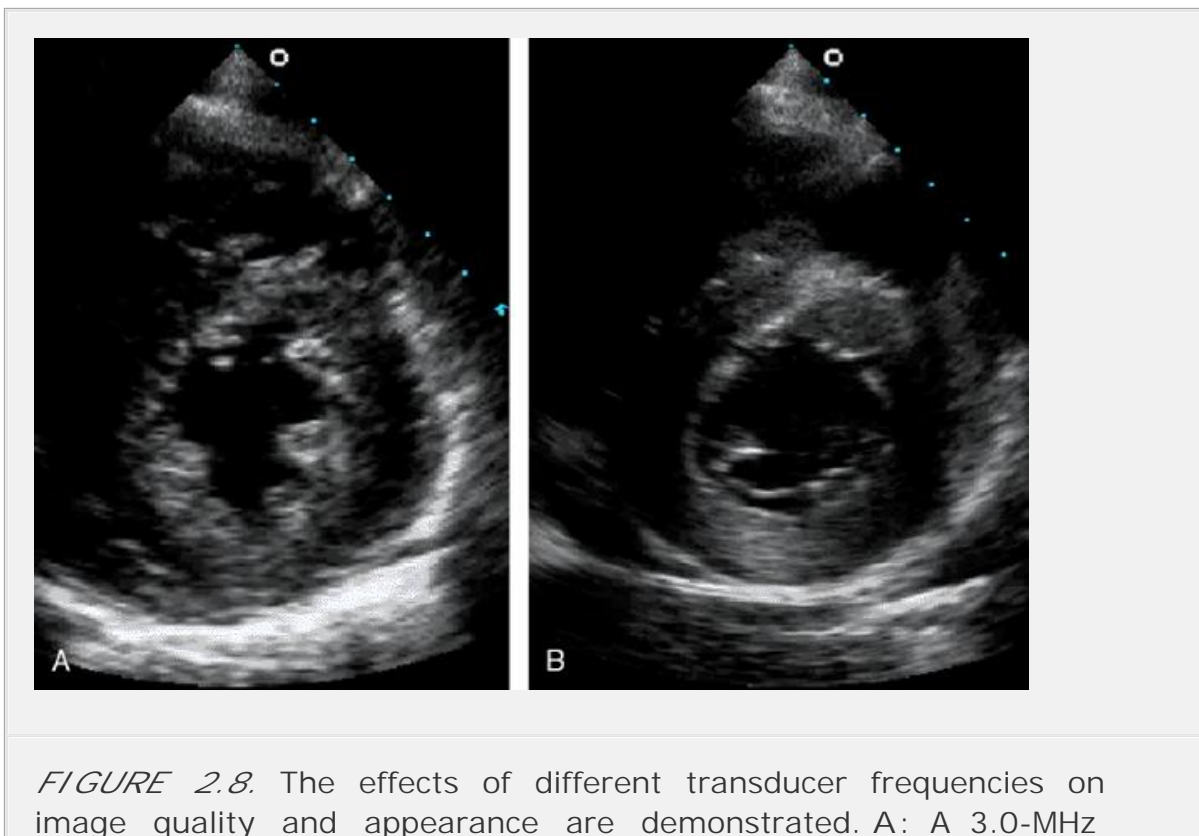 A B
FIGURE 2.8. The effects of different transducer frequencies on
image quality and appearance are demonstrated. A: A 3.0-MHz